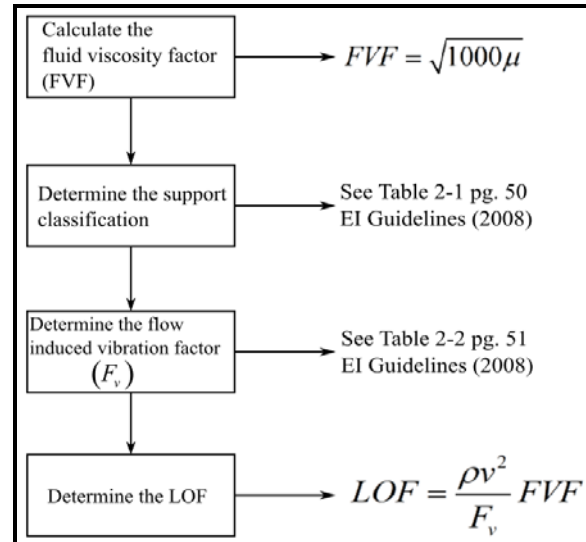 Calculate the
fluid viscosity factor
(FVF)
FVF = √1000μ
Determine the support
classification
See Table 2-1 pg. 50
EI Guidelines (2008)
Determine the flow
induced vibration factor
(F_v)
See Table 2-2 pg. 51
EI Guidelines (2008)
Determine the LOF
LOF = ρv²/F_v FVF